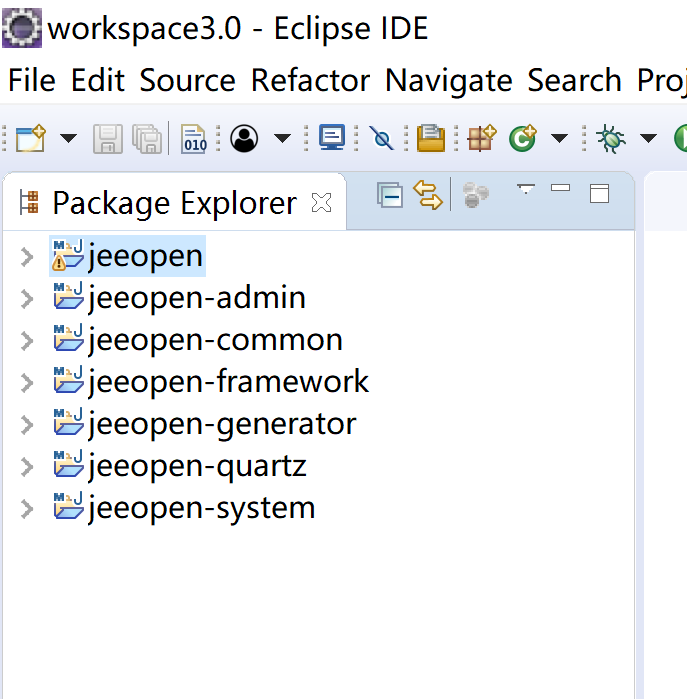 workspace3.0 - Eclipse IDE
File Edit Source Refactor Navigate Search Proj
010
Package Explorer
jeeopen
jeeopen-admin
jeeopen-common
jeeopen-framework
jeeopen-generator
jeeopen-quartz
jeeopen-system